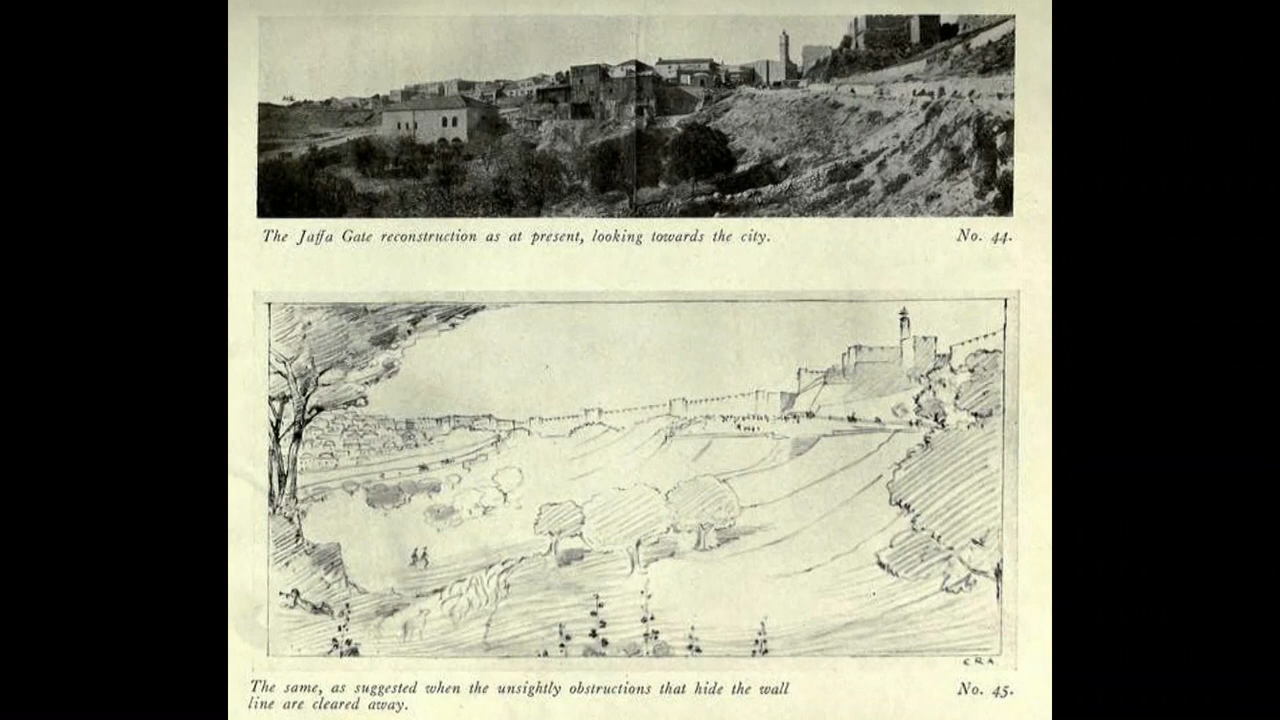 The Jaffa Gate reconstruction as at present, looking towards the city. No. 44.
CRA
The same, as suggested when the unsightly obstructions that hide the wall No. 45.
line are cleared away.